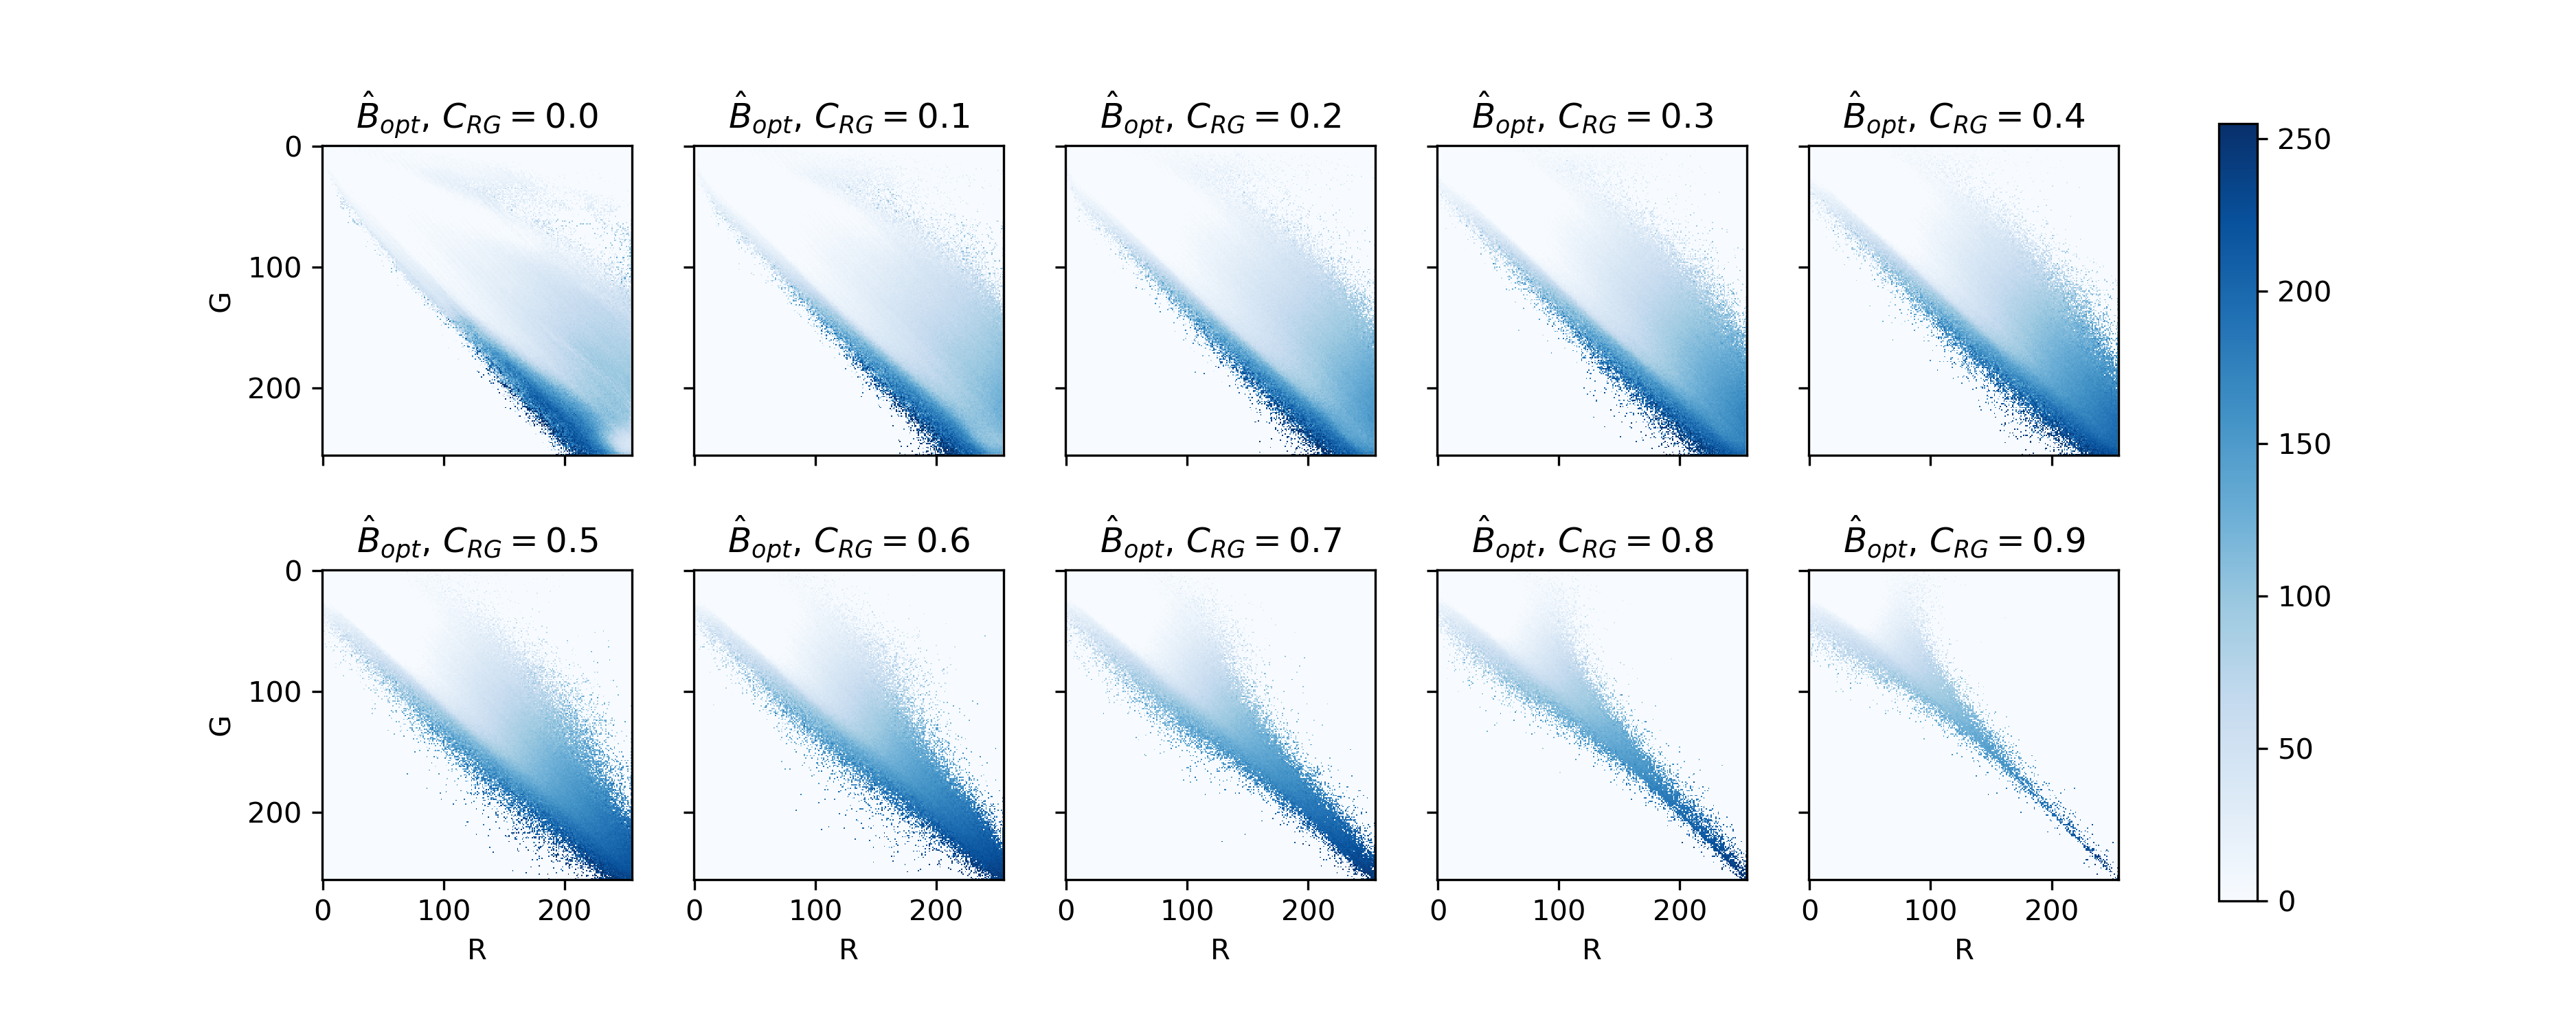 B̂opt, CRG = 0.0
B̂opt, CRG = 0.1
B̂opt, CRG = 0.2
B̂opt, CRG = 0.3
B̂opt, CRG = 0.4
0
100
200
G
B̂opt, CRG = 0.5
B̂opt, CRG = 0.6
B̂opt, CRG = 0.7
B̂opt, CRG = 0.8
B̂opt, CRG = 0.9
0
100
200
G
0 100 200
0 100 200
0 100 200
0 100 200
0 100 200
R
R
R
R
R
250
200
150
100
50
0